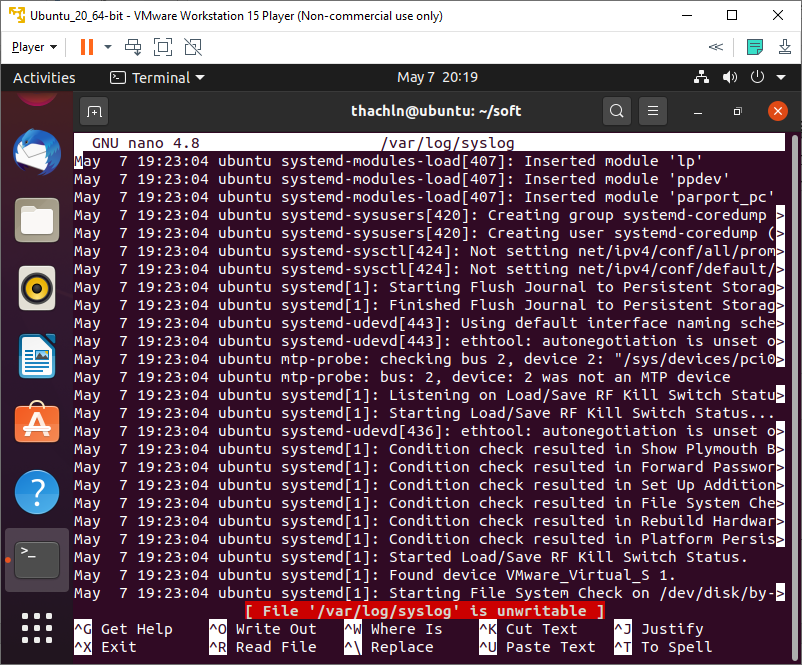 Ubuntu_20_64-bit - VMware Workstation 15 Player (Non-commercial use only)
Player
Activities Terminal May 7 20:19
thachln@ubuntu: ~/soft
GNU nano 4.8 /var/log/syslog
May  7 19:23:04 ubuntu systemd-modules-load[407]: Inserted module 'lp'
May  7 19:23:04 ubuntu systemd-modules-load[407]: Inserted module 'ppdev'
May  7 19:23:04 ubuntu systemd-modules-load[407]: Inserted module 'parport_pc'
May  7 19:23:04 ubuntu systemd-sysusers[420]: Creating group systemd-coredump >
May  7 19:23:04 ubuntu systemd-sysusers[420]: Creating user systemd-coredump (>
May  7 19:23:04 ubuntu systemd-sysctl[424]: Not setting net/ipv4/conf/all/prom>
May  7 19:23:04 ubuntu systemd-sysctl[424]: Not setting net/ipv4/conf/default/>
May  7 19:23:04 ubuntu systemd[1]: Starting Flush Journal to Persistent Storag>
May  7 19:23:04 ubuntu systemd[1]: Finished Flush Journal to Persistent Storag>
May  7 19:23:04 ubuntu systemd-udevd[443]: Using default interface naming sche>
May  7 19:23:04 ubuntu systemd-udevd[443]: ethtool: autonegotiation is unset o>
May  7 19:23:04 ubuntu mtp-probe: checking bus 2, device 2: "/sys/devices/pci0>
May  7 19:23:04 ubuntu mtp-probe: bus: 2, device: 2 was not an MTP device
May  7 19:23:04 ubuntu systemd[1]: Listening on Load/Save RF Kill Switch Statu>
May  7 19:23:04 ubuntu systemd[1]: Starting Load/Save RF Kill Switch Status...
May  7 19:23:04 ubuntu systemd-udevd[436]: ethtool: autonegotiation is unset o>
May  7 19:23:04 ubuntu systemd[1]: Condition check resulted in Show Plymouth B>
May  7 19:23:04 ubuntu systemd[1]: Condition check resulted in Forward Passwor>
May  7 19:23:04 ubuntu systemd[1]: Condition check resulted in Set Up Addition>
May  7 19:23:04 ubuntu systemd[1]: Condition check resulted in File System Che>
May  7 19:23:04 ubuntu systemd[1]: Condition check resulted in Rebuild Hardwar>
May  7 19:23:04 ubuntu systemd[1]: Condition check resulted in Platform Persis>
May  7 19:23:04 ubuntu systemd[1]: Started Load/Save RF Kill Switch Status.
May  7 19:23:04 ubuntu systemd[1]: Found device VMware_Virtual_S 1.
May  7 19:23:04 ubuntu systemd[1]: Starting File System Check on /dev/disk/by->
[ File '/var/log/syslog' is unwritable ]
^G Get Help ^O Write Out ^W Where Is ^K Cut Text ^J Justify
^X Exit ^R Read File ^\ Replace ^U Paste Text ^T To Spell